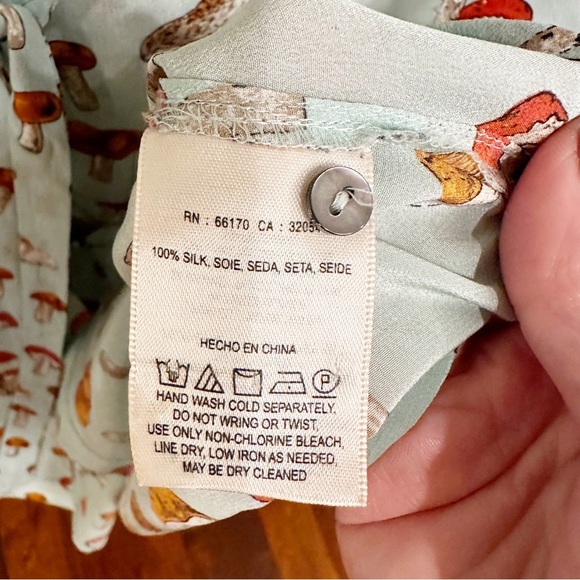 RN : 66170 CA :
100% SILK, SOIE, SEDA, SETA, SEIDE
HECHO EN CHINA
HAND WASH COLD SEPARATELY.
DO NOT WRING OR TWIST.
USE ONLY NON-CHLORINE BLEACH,
LINE DRY, LOW IRON AS NEEDED,
MAY BE DRY CLEANED